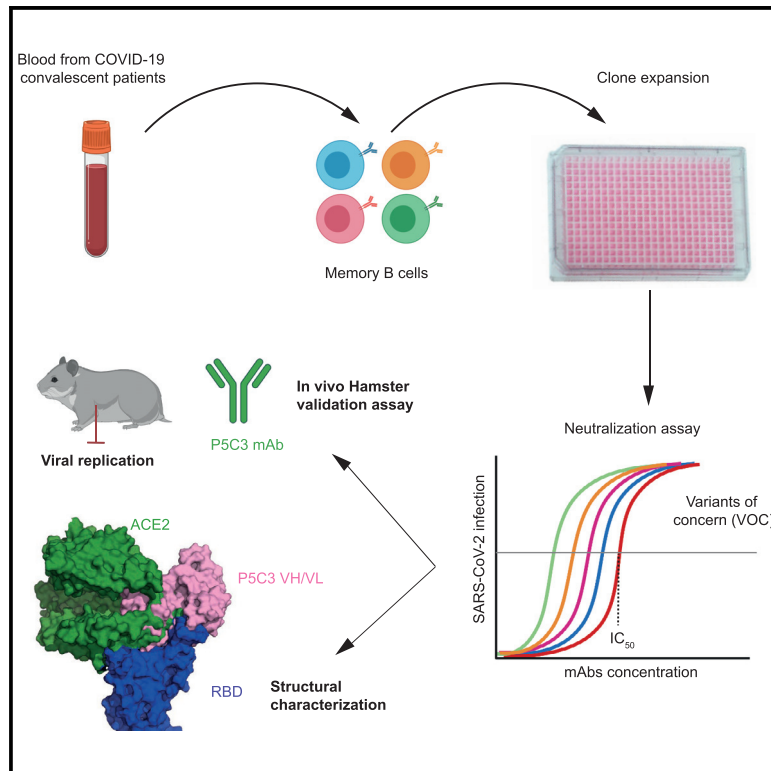 Blood from COVID-19
convalescent patients
Clone expansion
Memory B cells
In vivo Hamster
validation assay
P5C3 mAb
Viral replication
Neutralization assay
SARS-CoV-2 infection
Variants of
concern (VOC)
IC50
mAbs concentration
ACE2
P5C3 VH/VL
RBD
Structural
characterization